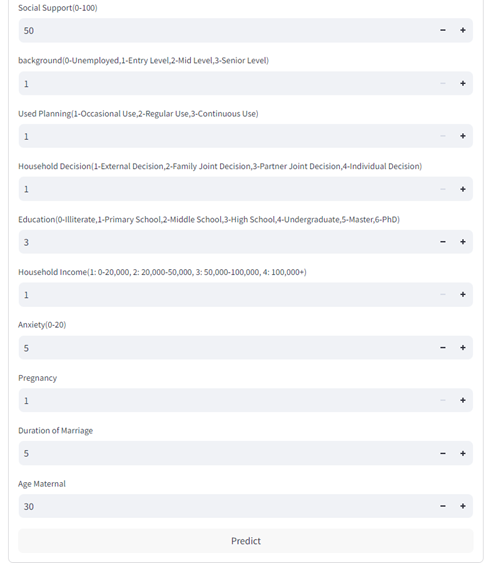 Social Support(0-100)
50
background(0-Unemployed,1-Entry Level,2-Mid Level,3-Senior Level)
1
Used Planning(1-Occasional Use,2-Regular Use,3-Continuous Use)
1
Household Decision(1-External Decision,2-Family Joint Decision,3-Partner Joint Decision,4-Individual Decision)
1
Education(0-Illiterate,1-Primary School,2-Middle School,3-High School,4-Undergraduate,5-Master,6-PhD)
3
Household Income(1: 0-20,000, 2: 20,000-50,000, 3: 50,000-100,000, 4: 100,000+)
1
Anxiety(0-20)
5
Pregnancy
1
Duration of Marriage
5
Age Maternal
30
Predict